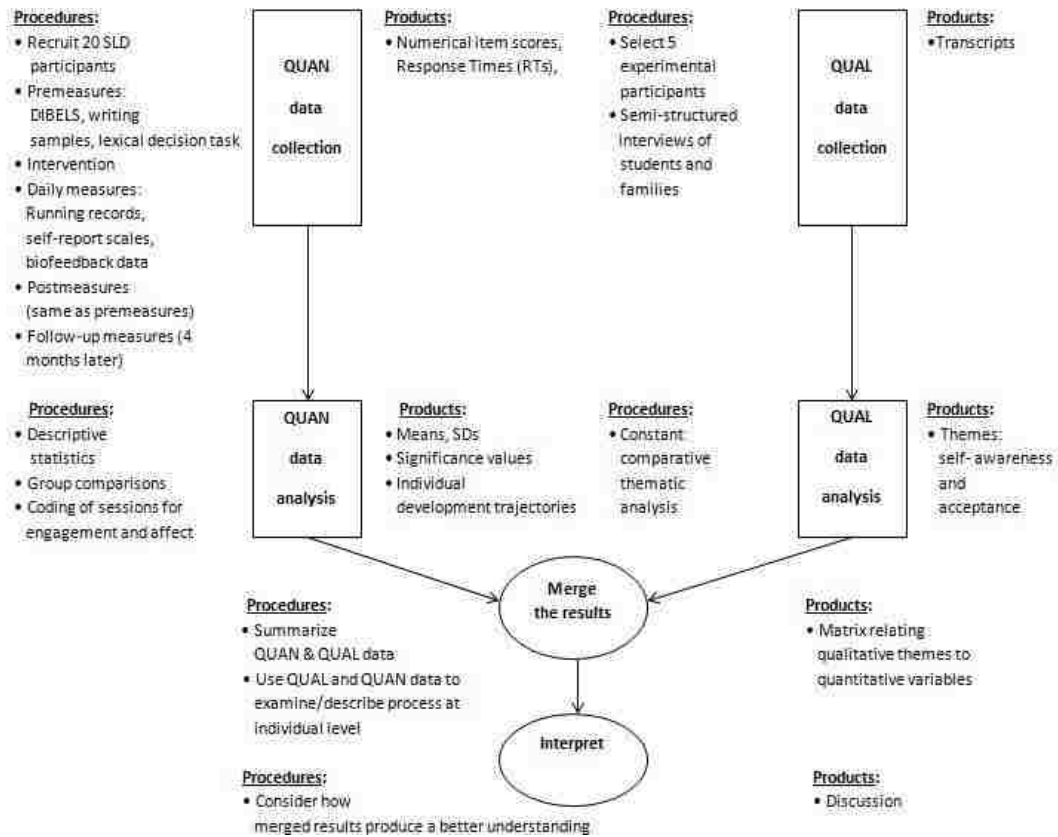 Procedures:
• Recruit 20 SLD
participants
• Premeasures:
DIBELS, writing
samples, lexical decision task
• Intervention
• Daily measures:
Running records,
self-report scales,
biofeedback data
• Postmeasures
(same as premeasures)
• Follow-up measures (4
months later)
QUAN
data
collection
Products:
• Numerical item scores,
Response Times (RTs),
Procedures:
• Select 5
experimental
participants
• Semi-structured
interviews of
students and
families
QUAL
data
collection
Products:
•Transcripts
Procedures:
• Descriptive
statistics
• Group comparisons
• Coding of sessions for
engagement and affect
QUAN
data
analysis
Products:
• Means, SDs
• Significance values
• Individual
development trajectories
Procedures:
• Constant
comparative
thematic
analysis
QUAL
data
analysis
Products:
• Themes:
self- awareness
and
acceptance
Merge
the results
Procedures:
• Summarize
QUAN & QUAL data
• Use QUAL and QUAN data to
examine/describe process at
individual level
Products:
• Matrix relating
qualitative themes to
quantitative variables
Interpret
Procedures:
• Consider how
merged results produce a better understanding
Products:
• Discussion